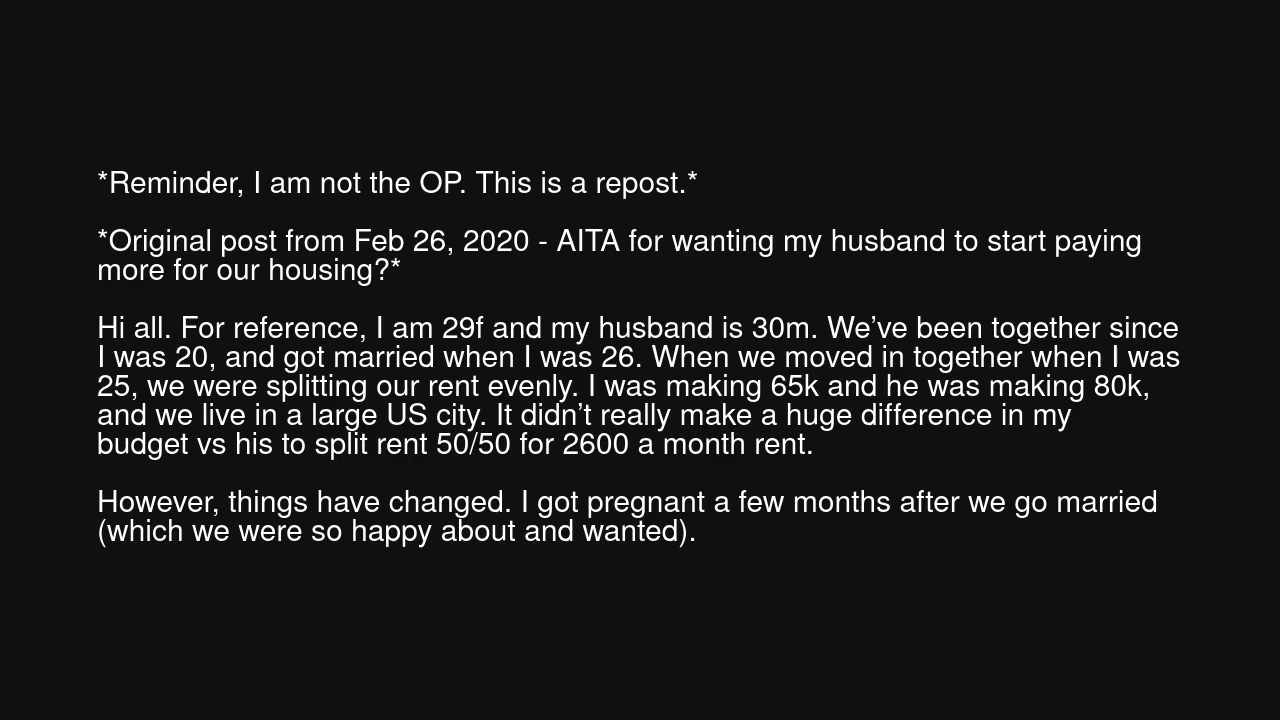 *Reminder, I am not the OP. This is a repost.*
*Original post from Feb 26, 2020 - AITA for wanting my husband to start paying
more for our housing?*
Hi all. For reference, I am 29f and my husband is 30m. We’ve been together since
I was 20, and got married when I was 26. When we moved in together when I was
25, we were splitting our rent evenly. I was making 65k and he was making 80k,
and we live in a large US city. It didn’t really make a huge difference in my
budget vs his to split rent 50/50 for 2600 a month rent.
However, things have changed. I got pregnant a few months after we go married
(which we were so happy about and wanted).